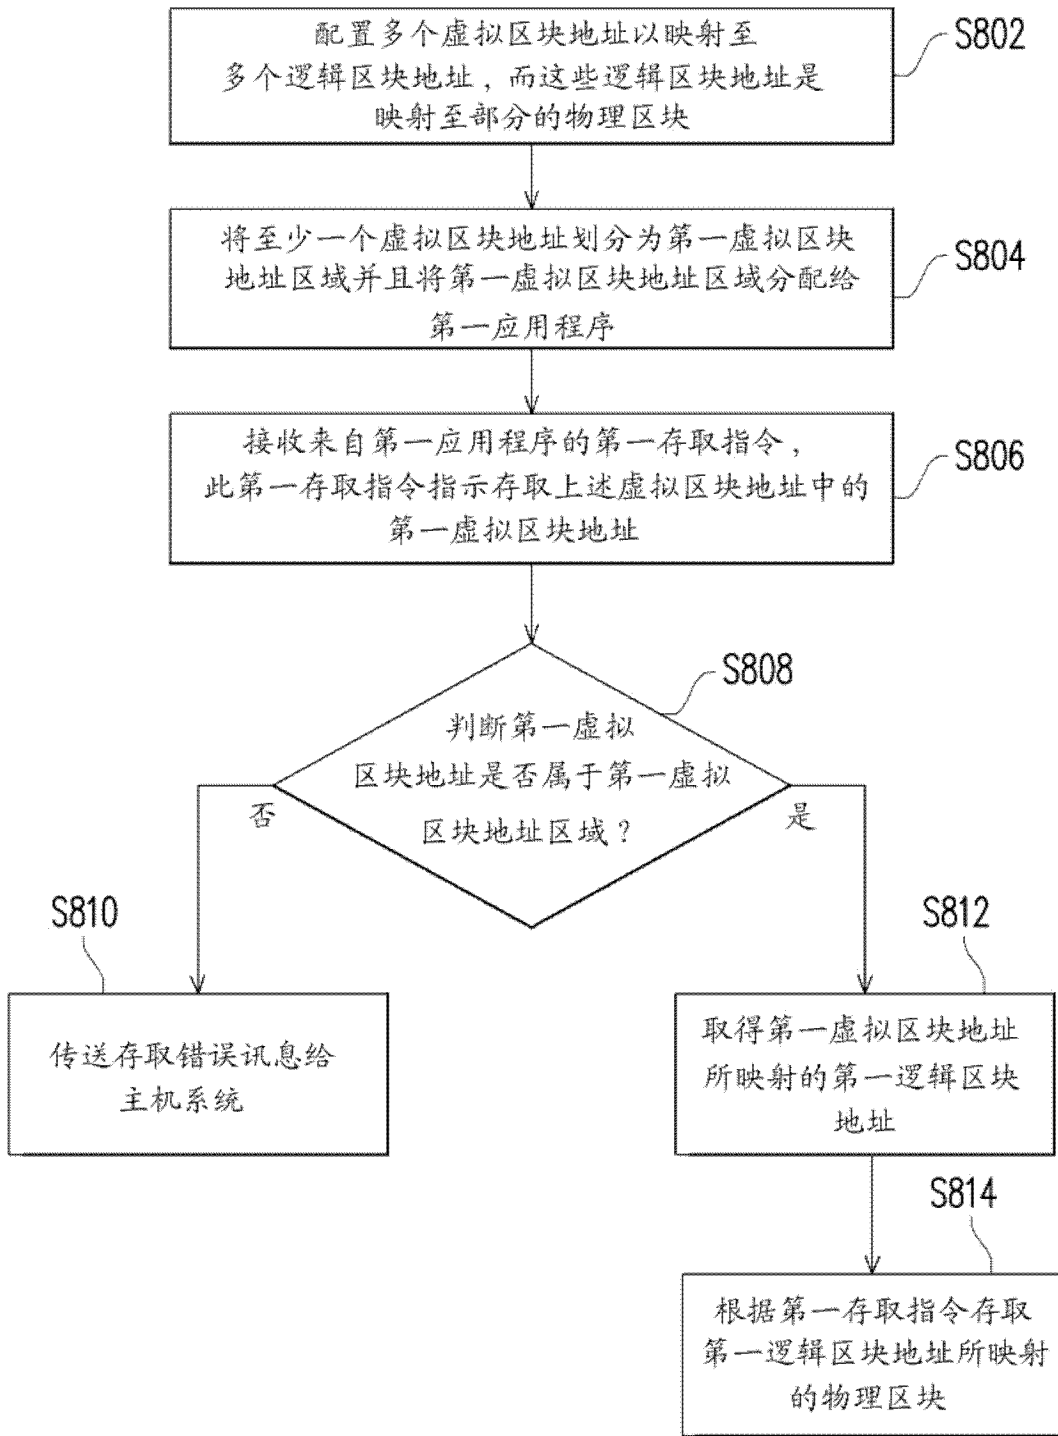 配置多个虚拟区块地址以映射至
多个逻辑区块地址，而这些逻辑区块地址是
映射至部分的物理区块
S802
将至少一个虚拟区块地址划分为第一虚拟区块
地址区域并且将第一虚拟区块地址区域分配给
第一应用程序
S804
接收来自第一应用程序的第一存取指令，
此第一存取指令指示存取上述虚拟区块地址中的
第一虚拟区块地址
S806
S808
判断第一虚拟
区块地址是否属于第一虚拟
区块地址区域？
否
是
S810
传送存取错误讯息给
主机系统
S812
取得第一虚拟区块地址
所映射的第一逻辑区块
地址
S814
根据第一存取指令存取
第一逻辑区块地址所映射
的物理区块